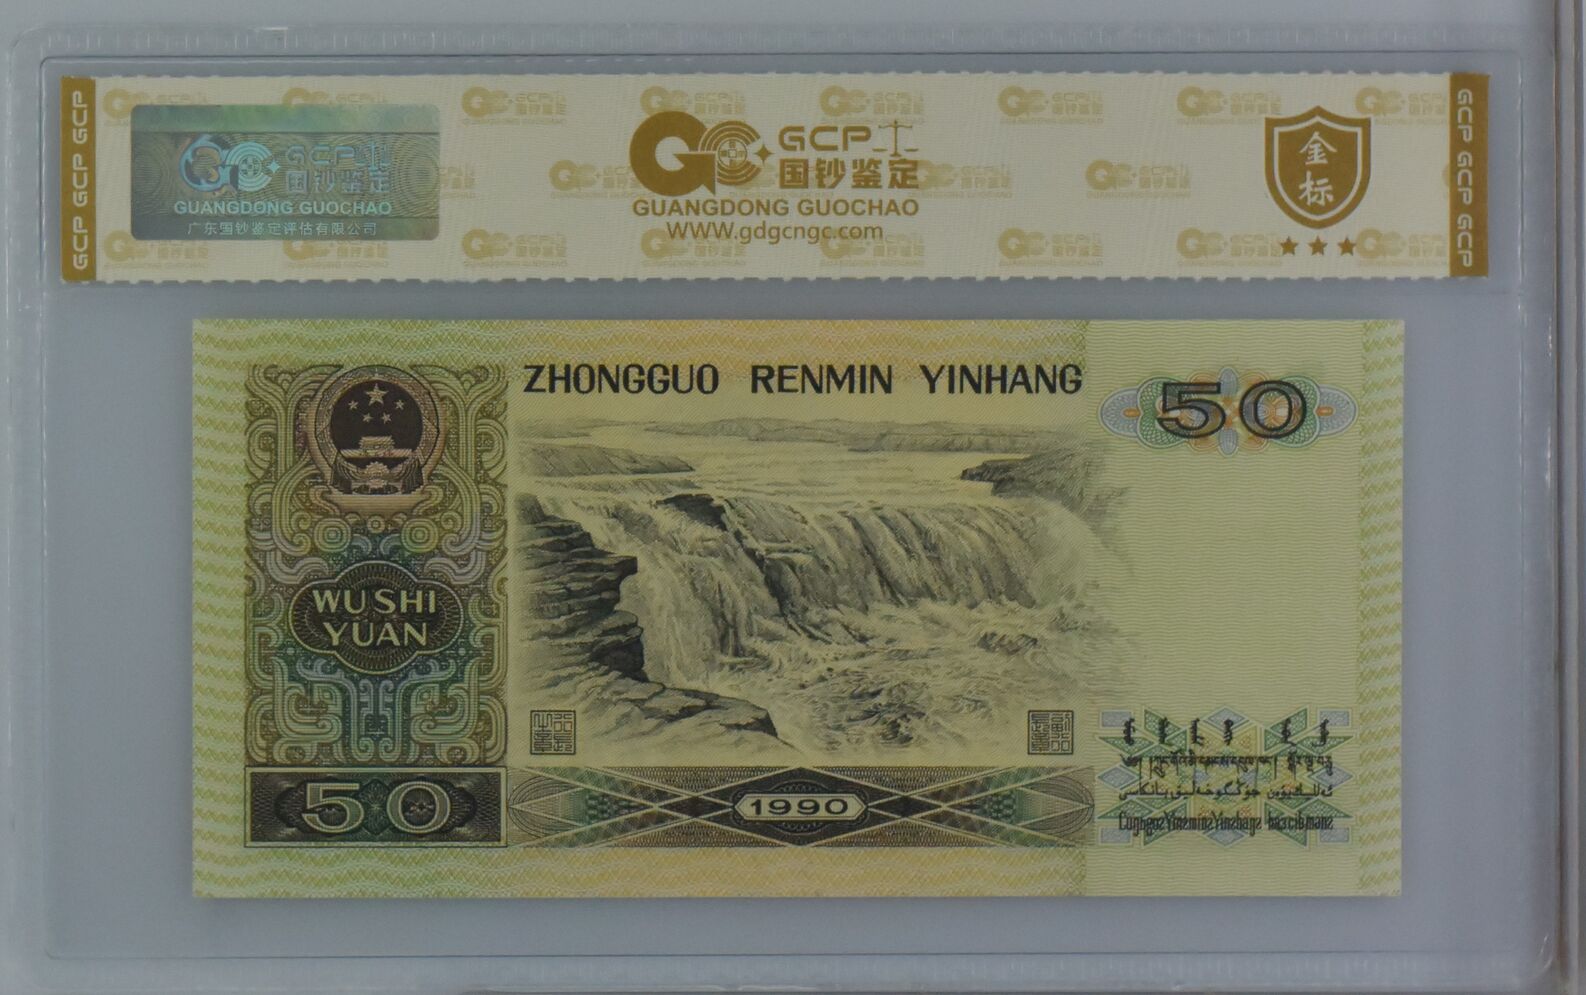 GCP GCP GCP
GCP
国钞鉴定
GUANGDONG GUOCHAO
广东国钞鉴定评估有限公司
GCP
国钞鉴定
GUANGDONG GUOCHAO
WWW.gdgcngc.com
金
标
GCP GCP GCP
ZHONGGUO RENMIN YINHANG
50
WU SHI
YUAN
50
1990